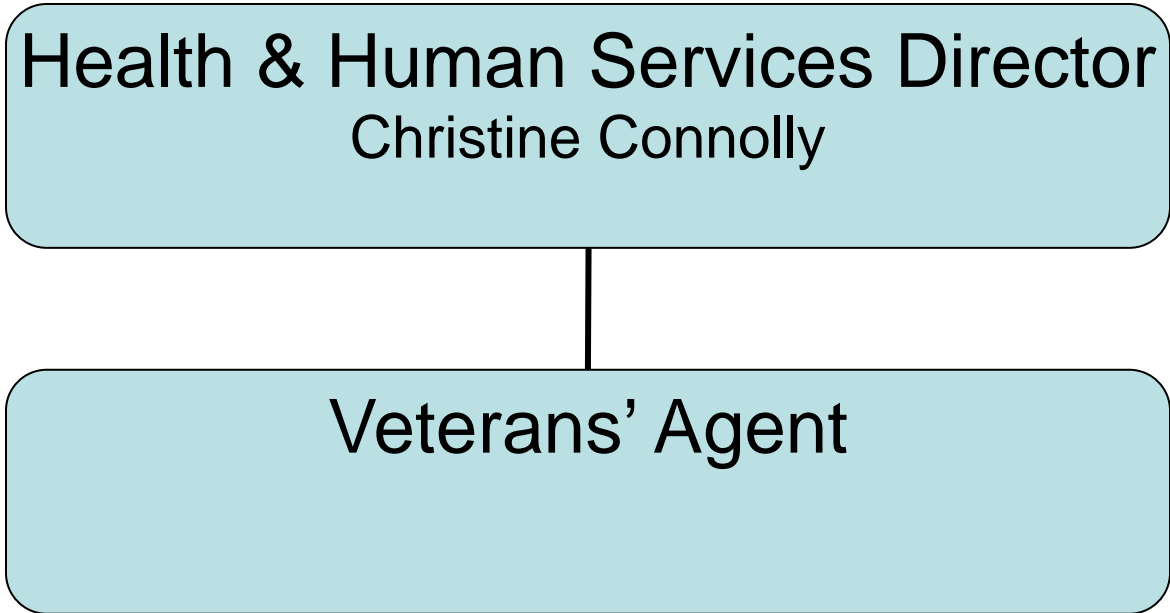 Health & Human Services Director
Christine Connolly
Veterans’ Agent